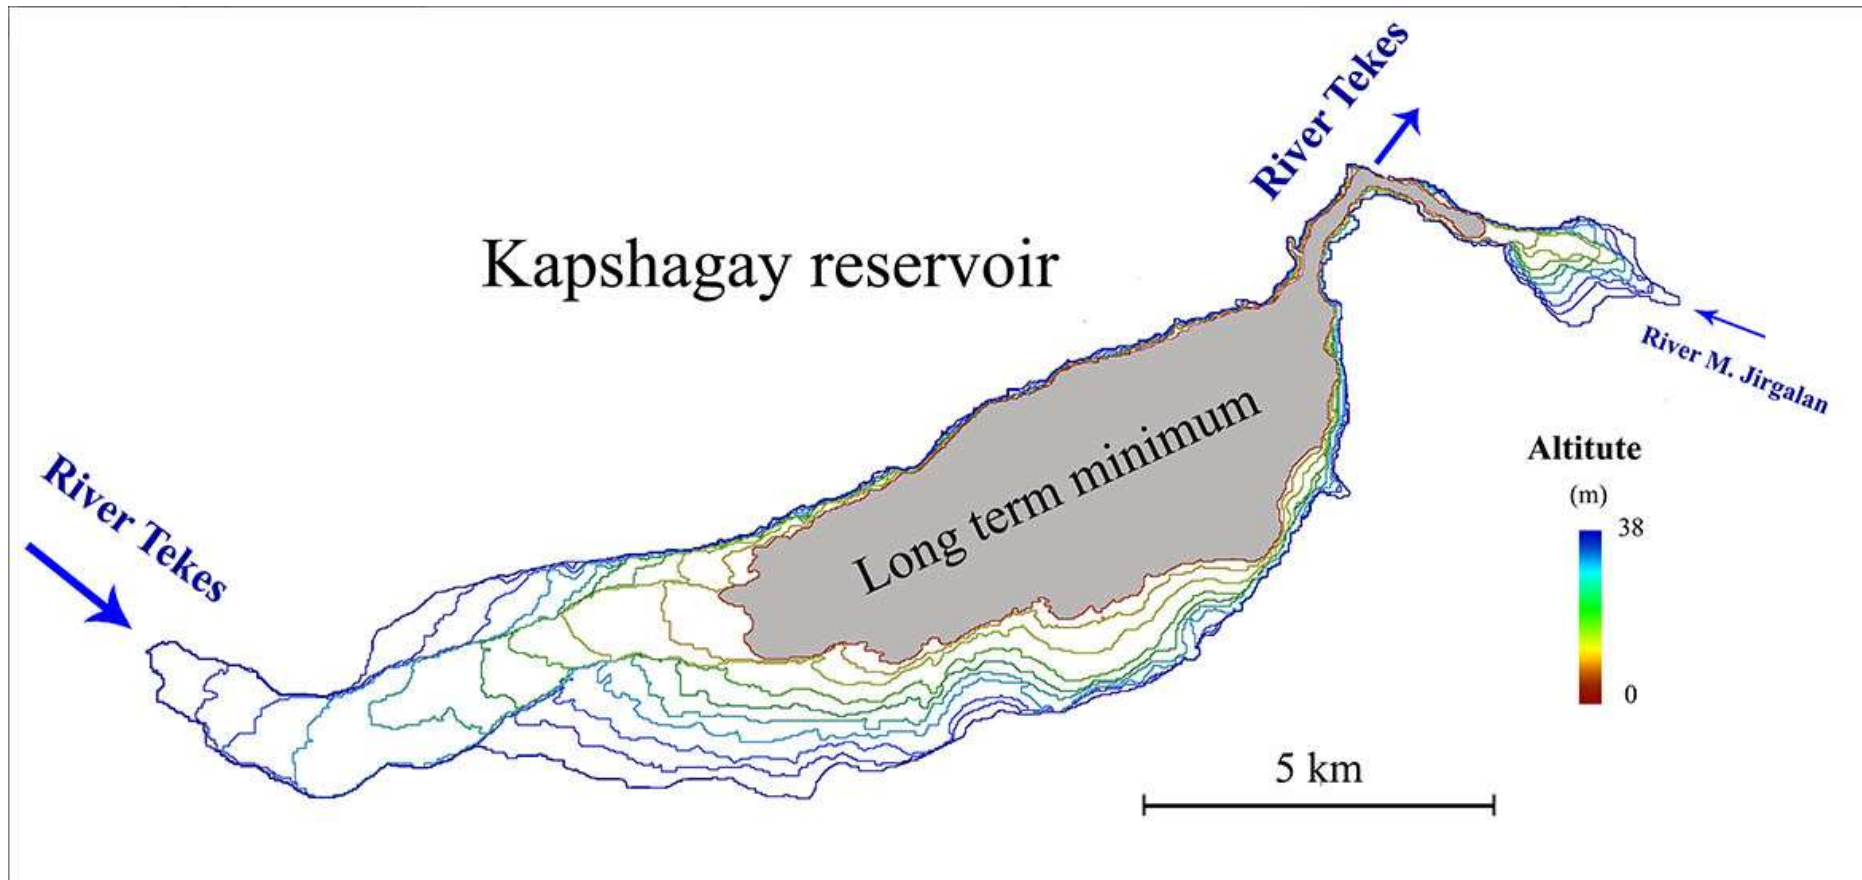 River Tekes
Kapshagay reservoir
River M. Jirgalan
Long term minimum
River Tekes
Altitute
(m)
38
0
5 km